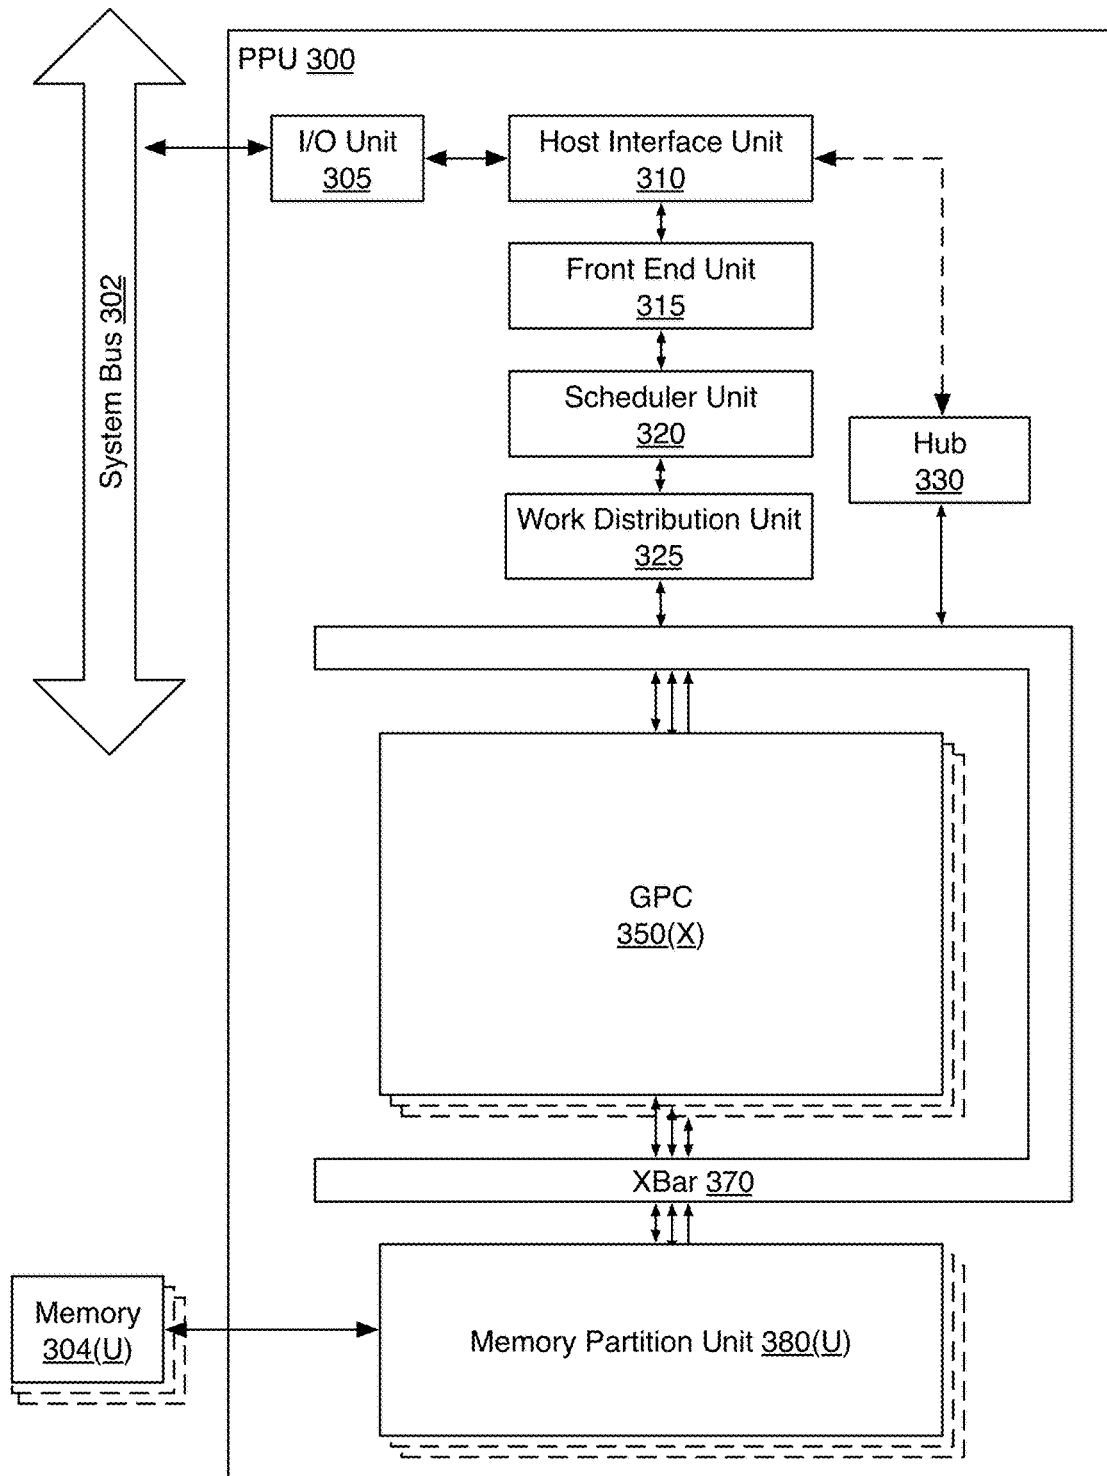 PPU 300
I/O Unit
305
Host Interface Unit
310
Front End Unit
315
System Bus 302
Scheduler Unit
320
Hub
330
Work Distribution Unit
325
GPC
350(X)
XBar 370
Memory
304(U)
Memory Partition Unit 380(U)